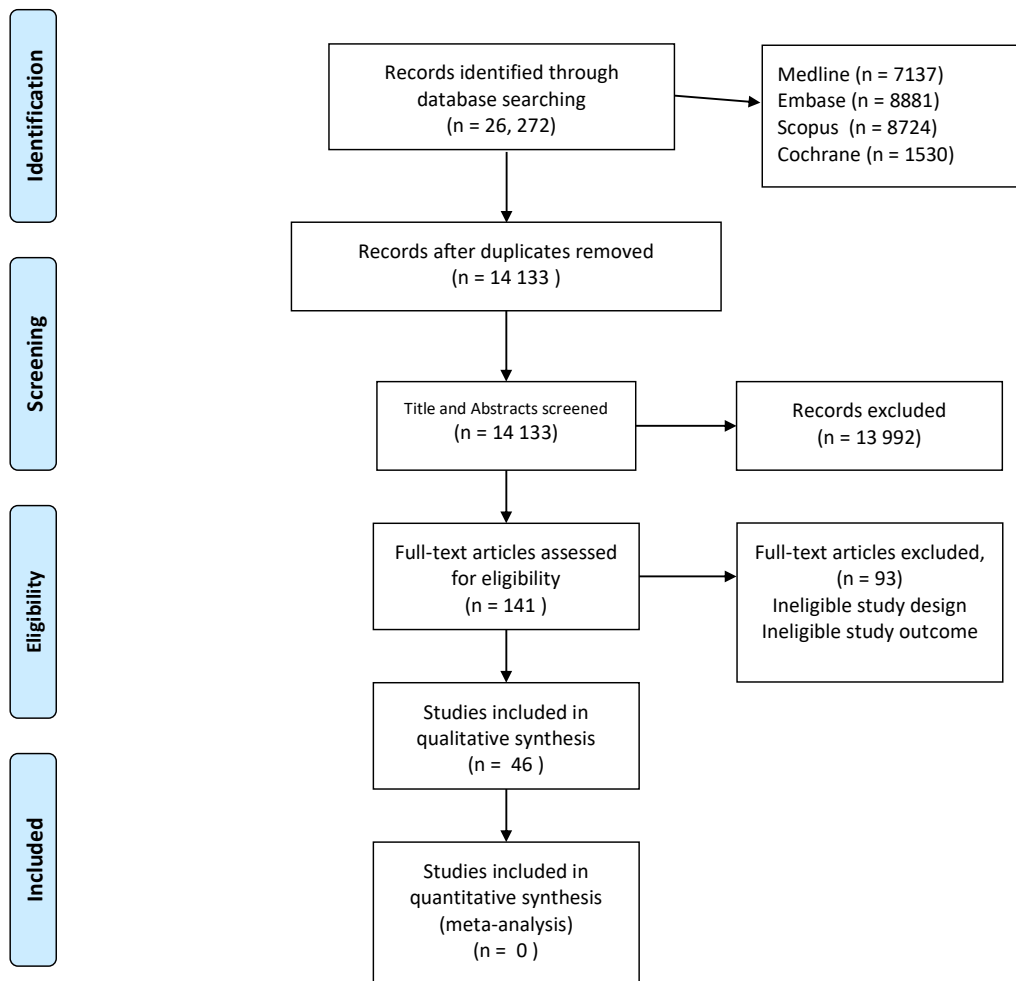 Identification
Records identified through
database searching
(n = 26, 272)
Medline (n = 7137)
Embase (n = 8881)
Scopus  (n = 8724)
Cochrane (n = 1530)
Records after duplicates removed
(n = 14 133 )
Screening
Title and Abstracts screened
(n = 14 133)
Records excluded
(n = 13 992)
Eligibility
Full-text articles assessed
for eligibility
(n = 141 )
Full-text articles excluded,
(n = 93)
Ineligible study design
Ineligible study outcome
Studies included in
qualitative synthesis
(n =  46 )
Included
Studies included in
quantitative synthesis
(meta-analysis)
(n =  0 )